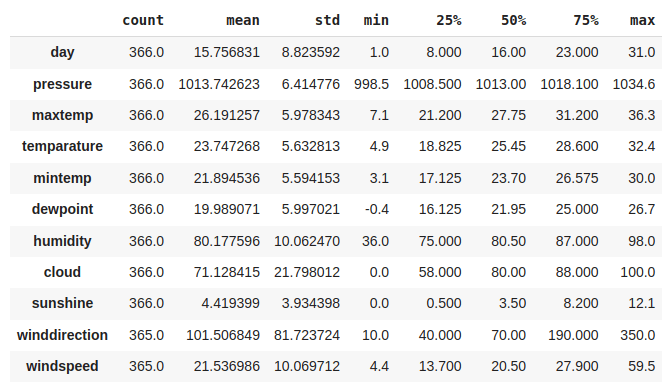 count mean std min 25% 50% 75% max
day 366.0 15.756831 8.823592 1.0 8.000 16.00 23.000 31.0
pressure 366.0 1013.742623 6.414776 998.5 1008.500 1013.00 1018.100 1034.6
maxtemp 366.0 26.191257 5.978343 7.1 21.200 27.75 31.200 36.3
temparature 366.0 23.747268 5.632813 4.9 18.825 25.45 28.600 32.4
mintemp 366.0 21.894536 5.594153 3.1 17.125 23.70 26.575 30.0
dewpoint 366.0 19.989071 5.997021 -0.4 16.125 21.95 25.000 26.7
humidity 366.0 80.177596 10.062470 36.0 75.000 80.50 87.000 98.0
cloud 366.0 71.128415 21.798012 0.0 58.000 80.00 88.000 100.0
sunshine 366.0 4.419399 3.934398 0.0 0.500 3.50 8.200 12.1
winddirection 365.0 101.506849 81.723724 10.0 40.000 70.00 190.000 350.0
windspeed 365.0 21.536986 10.069712 4.4 13.700 20.50 27.900 59.5